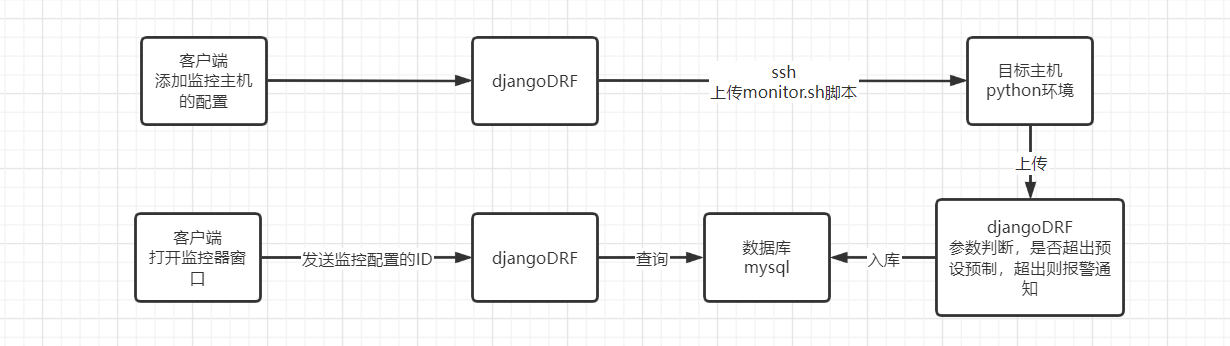 客户端
添加监控主机
的配置
djangoDRF
ssh
上传monitor.sh脚本
目标主机
python环境
上传
客户端
打开监控器窗
口
发送监控配置的ID
djangoDRF
查询
数据库
mysql
入库
djangoDRF
参数判断，是否超出预
设预制，超出则报警通
知